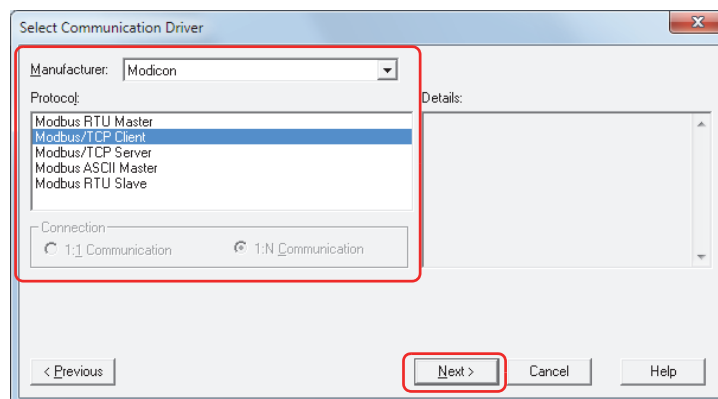 Select Communication Driver
Manufacturer: Modicon
Protocol:
Details:
Modbus RTU Master
Modbus/TCP Client
Modbus/TCP Server
Modbus ASCII Master
Modbus RTU Slave
Connection
1:1 Communication 1:N Communication
< Previous Next > Cancel Help